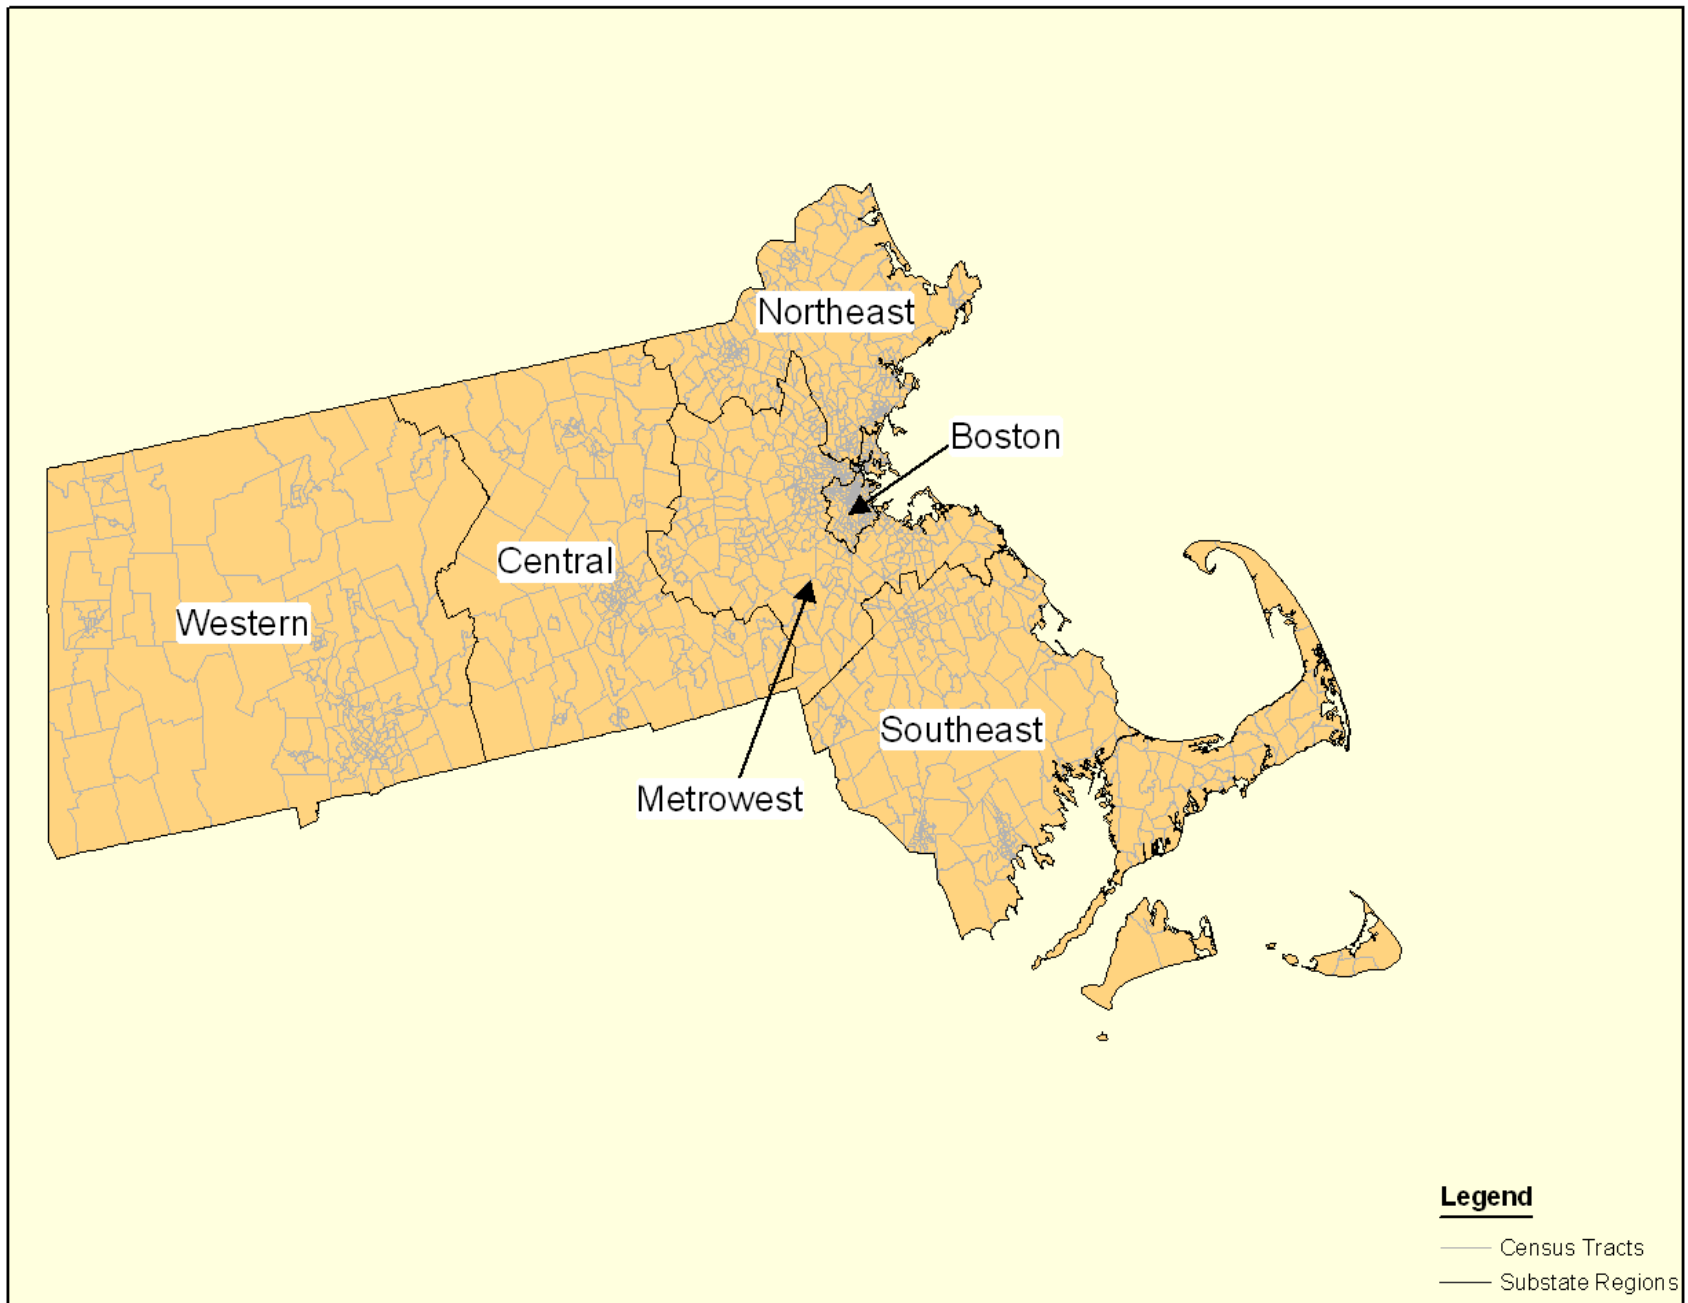 Northeast
Boston
Central
Western
Southeast
Metrowest
Legend
Census Tracts
Substate Regions